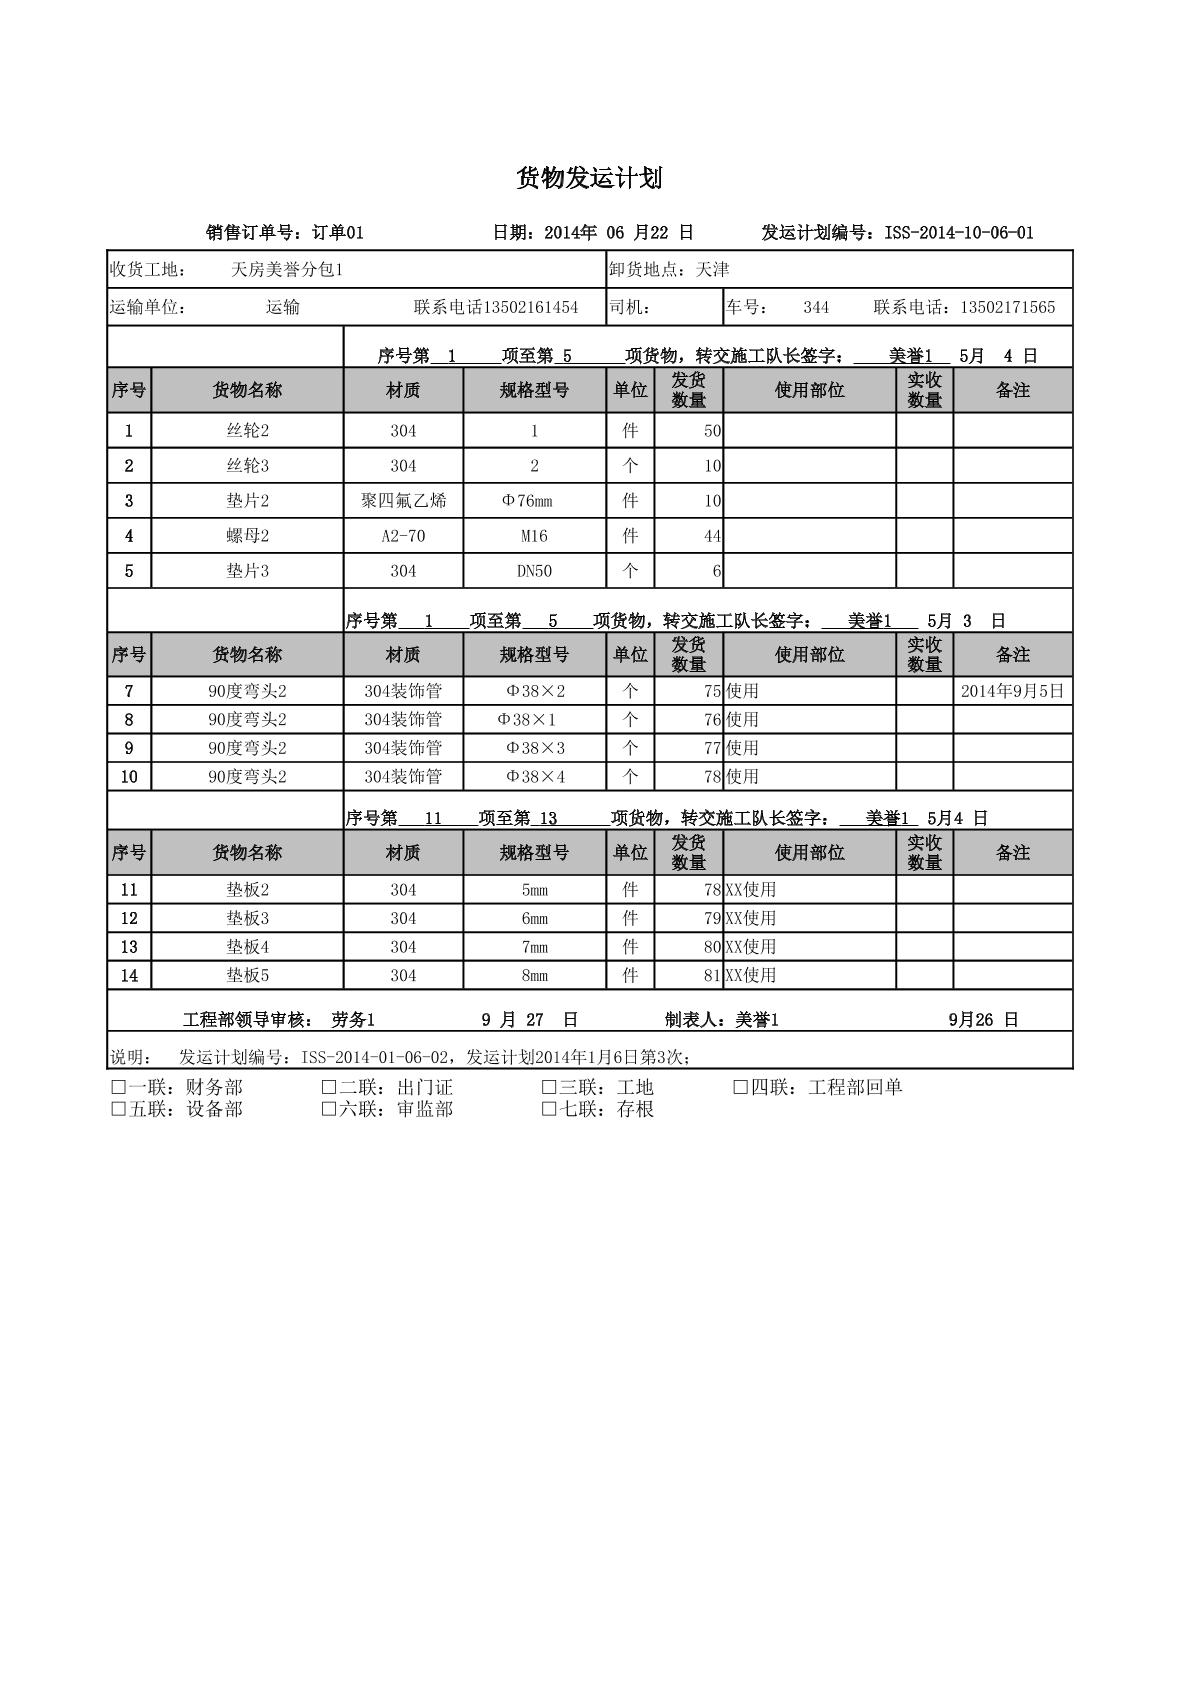 货物发运计划
销售订单号：订单01 日期：2014年 06 月22 日 发运计划编号：ISS-2014-10-06-01
收货工地： 天房美誉分包1 卸货地点：天津
运输单位： 运输 联系电话13502161454 司机： 车号： 344 联系电话：13502171565
序号第 1 项至第 5 项货物，转交施工队长签字： 美誉1 5月 4 日
序号 货物名称 材质 规格型号 单位 发货数量 使用部位 实收数量 备注
1 丝轮2 304 1 件 50
2 丝轮3 304 2 个 10
3 垫片2 聚四氟乙烯 Φ76mm 件 10
4 螺母2 A2-70 M16 件 44
5 垫片3 304 DN50 个 6
序号第 1 项至第 5 项货物，转交施工队长签字： 美誉1 5月 3 日
序号 货物名称 材质 规格型号 单位 发货数量 使用部位 实收数量 备注
7 90度弯头2 304装饰管 Φ38×2 个 75 使用 2014年9月5日
8 90度弯头2 304装饰管 Φ38×1 个 76 使用
9 90度弯头2 304装饰管 Φ38×3 个 77 使用
10 90度弯头2 304装饰管 Φ38×4 个 78 使用
序号第 11 项至第 13 项货物，转交施工队长签字： 美誉1 5月4 日
序号 货物名称 材质 规格型号 单位 发货数量 使用部位 实收数量 备注
11 垫板2 304 5mm 件 78 XX使用
12 垫板3 304 6mm 件 79 XX使用
13 垫板4 304 7mm 件 80 XX使用
14 垫板5 304 8mm 件 81 XX使用
工程部领导审核： 劳务1 9 月 27 日 制表人：美誉1 9月26 日
说明： 发运计划编号：ISS-2014-01-06-02，发运计划2014年1月6日第3次；
□一联：财务部 □二联：出门证 □三联：工地 □四联：工程部回单
□五联：设备部 □六联：审监部 □七联：存根